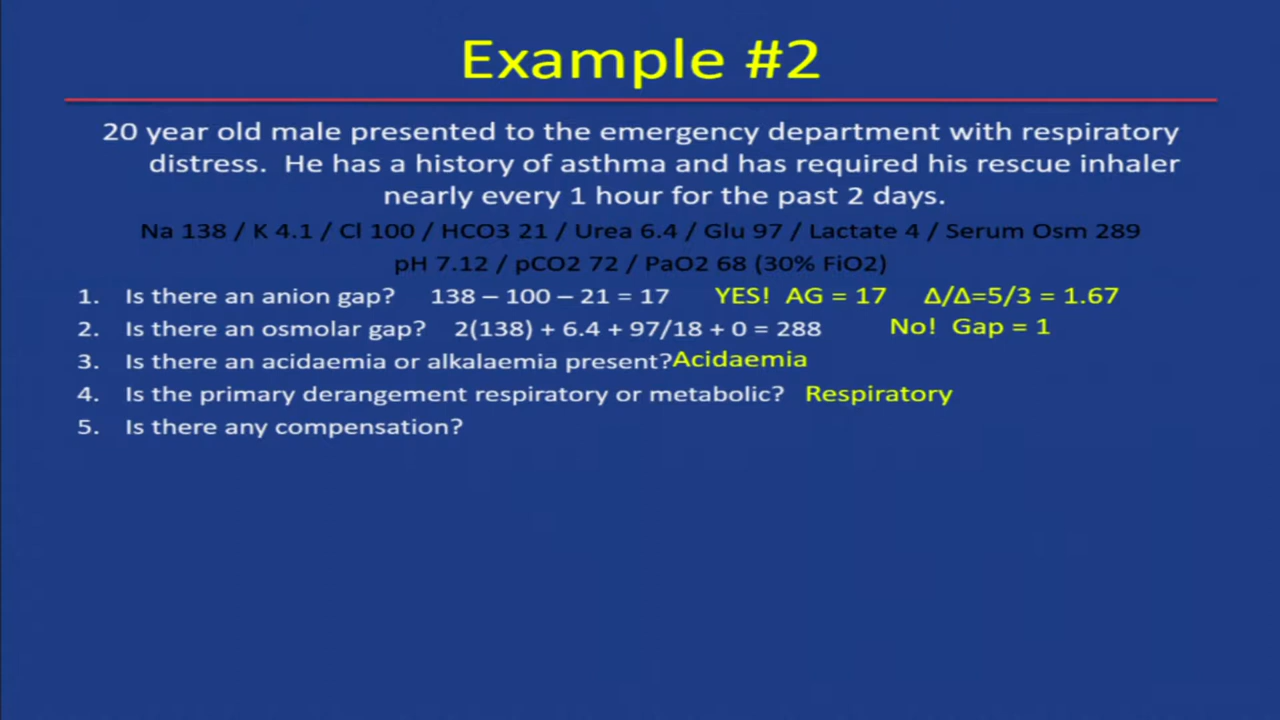 Example #2
20 year old male presented to the emergency department with respiratory
distress. He has a history of asthma and has required his rescue inhaler
nearly every 1 hour for the past 2 days.
Na 138 / K 4.1 / Cl 100 / HCO3 21 / Urea 6.4 / Glu 97 / Lactate 4 / Serum Osm 289
pH 7.12 / pCO2 72 / PaO2 68 (30% FiO2)
1. Is there an anion gap? 138 – 100 – 21 = 17 YES! AG = 17 Δ/Δ=5/3 = 1.67
2. Is there an osmolar gap? 2(138) + 6.4 + 97/18 + 0 = 288 No! Gap = 1
3. Is there an acidaemia or alkalaemia present? Acidaemia
4. Is the primary derangement respiratory or metabolic? Respiratory
5. Is there any compensation?